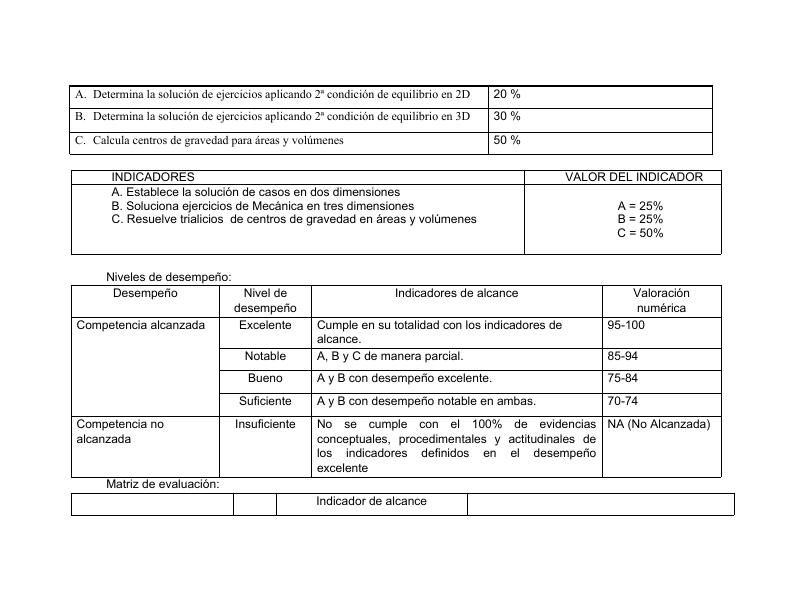 A. Determina la solución de ejercicios aplicando 2ª condición de equilibrio en 2D 20 %
B. Determina la solución de ejercicios aplicando 2ª condición de equilibrio en 3D 30 %
C. Calcula centros de gravedad para áreas y volúmenes 50 %
INDICADORES VALOR DEL INDICADOR
A. Establece la solución de casos en dos dimensiones
B. Soluciona ejercicios de Mecánica en tres dimensiones
C. Resuelve trialicios de centros de gravedad en áreas y volúmenes
A = 25%
B = 25%
C = 50%
Niveles de desempeño:
Desempeño Nivel de desempeño Indicadores de alcance Valoración numérica
Competencia alcanzada Excelente Cumple en su totalidad con los indicadores de
alcance.
95-100
Notable A, B y C de manera parcial. 85-94
Bueno A y B con desempeño excelente. 75-84
Suficiente A y B con desempeño notable en ambas. 70-74
Competencia no
alcanzada
Insuficiente
No se cumple con el 100% de evidencias
conceptuales, procedimentales y actitudinales de
los indicadores definidos en el desempeño
excelente
NA (No Alcanzada)
Matriz de evaluación:
Indicador de alcance